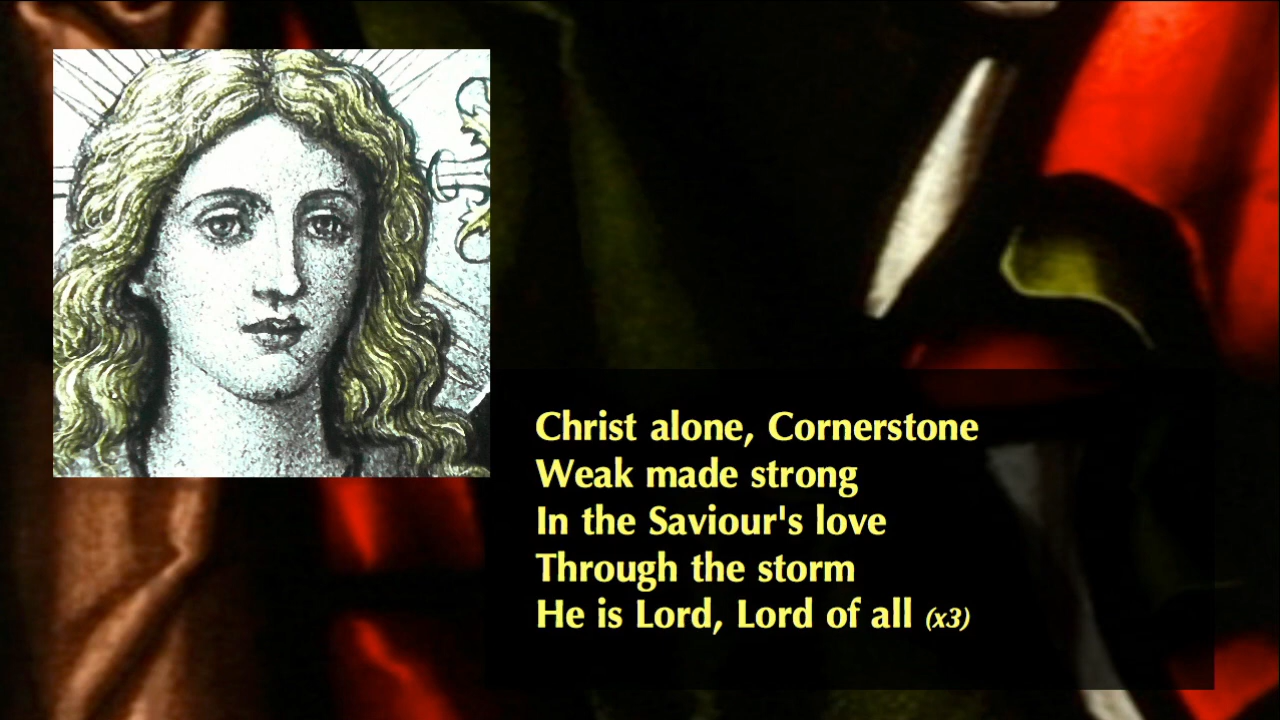 Christ alone, Cornerstone
Weak made strong
In the Saviour's love
Through the storm
He is Lord, Lord of all (x3)